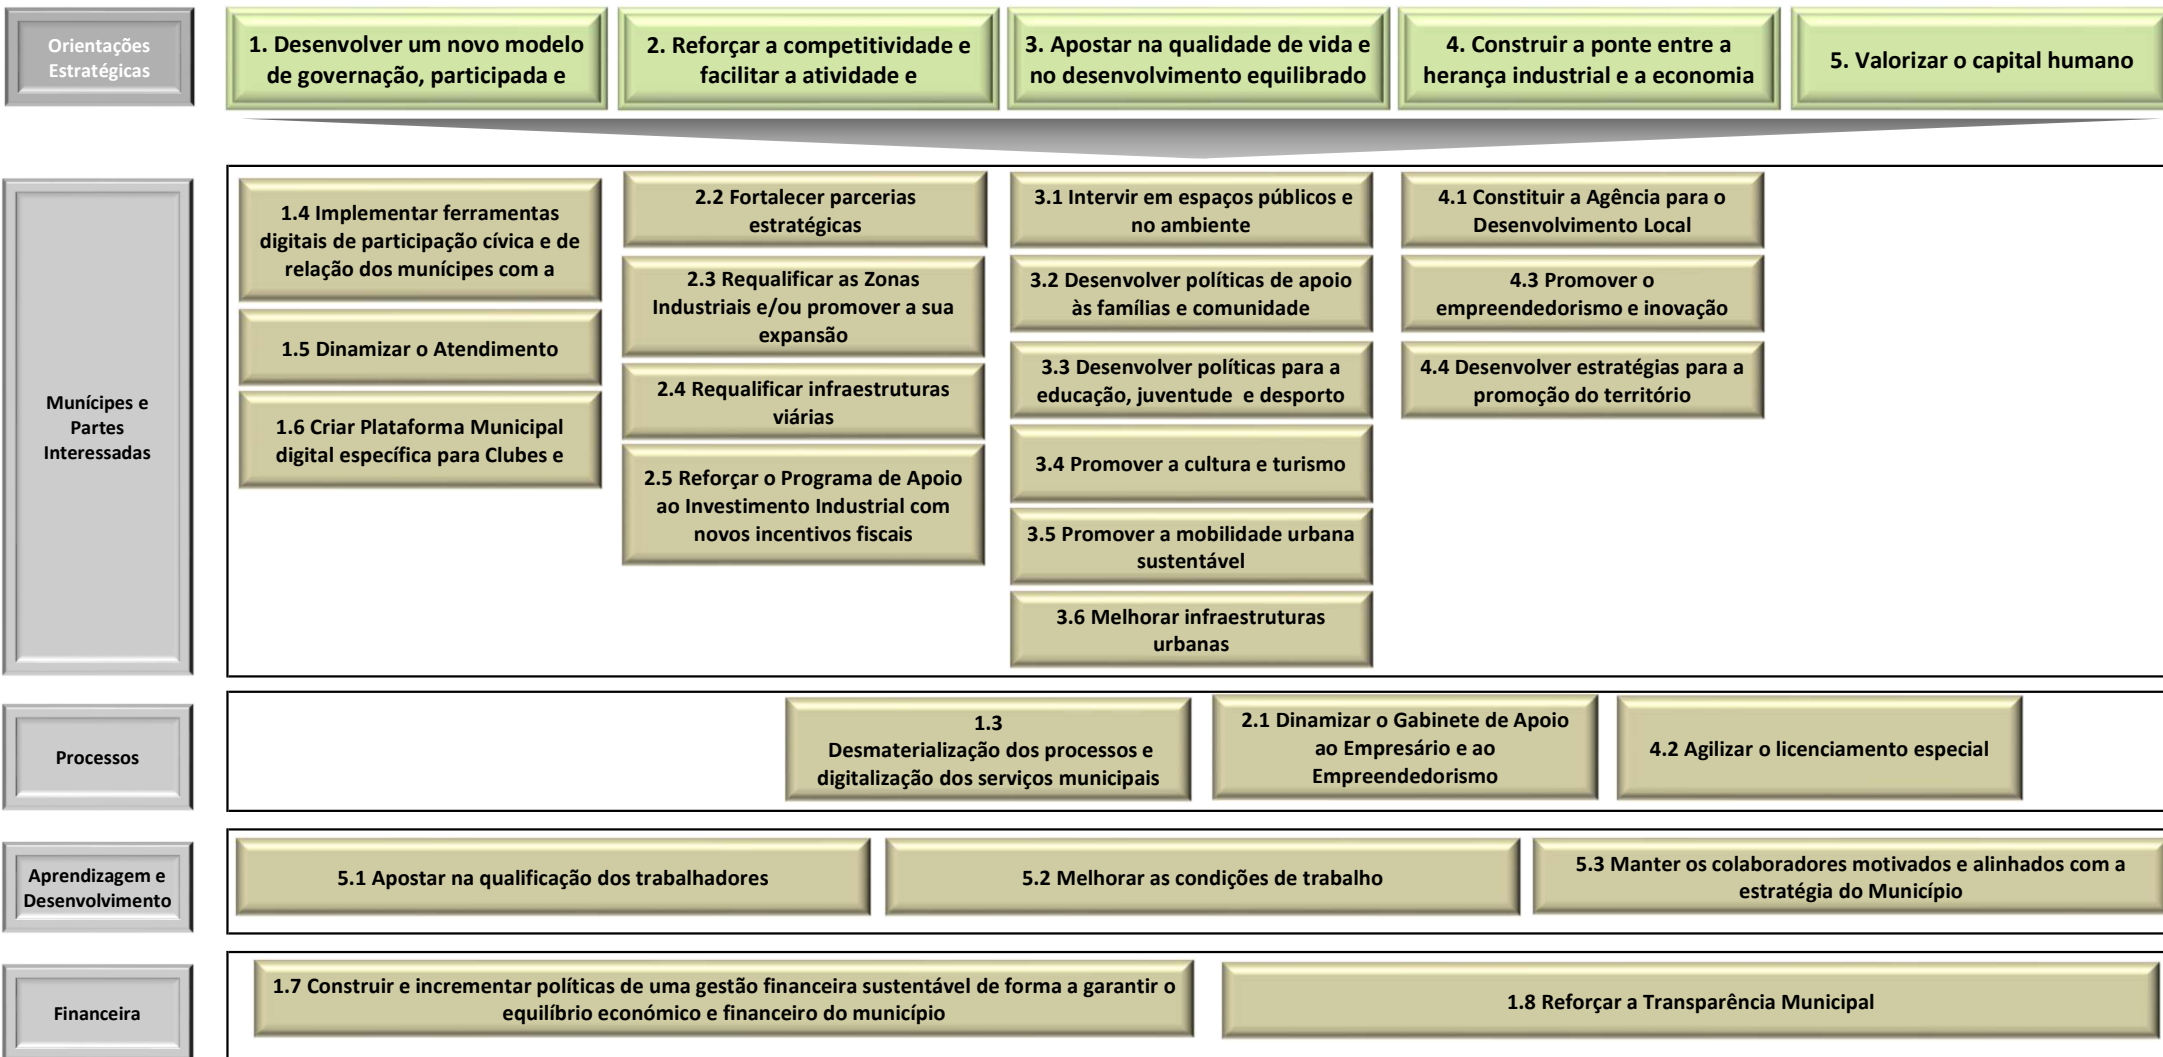 Orientações
Estratégicas
1. Desenvolver um novo modelo
de governação, participada e
2. Reforçar a competitividade e
facilitar a atividade e
3. Apostar na qualidade de vida e
no desenvolvimento equilibrado
4. Construir a ponte entre a
herança industrial e a economia
5. Valorizar o capital humano
Munícipes e
Partes
Interessadas
1.4 Implementar ferramentas
digitais de participação cívica e de
relação dos munícipes com a
1.5 Dinamizar o Atendimento
1.6 Criar Plataforma Municipal
digital específica para Clubes e
2.2 Fortalecer parcerias
estratégicas
2.3 Requalificar as Zonas
Industriais e/ou promover a sua
expansão
2.4 Requalificar infraestruturas
viárias
2.5 Reforçar o Programa de Apoio
ao Investimento Industrial com
novos incentivos fiscais
3.1 Intervir em espaços públicos e
no ambiente
3.2 Desenvolver políticas de apoio
às famílias e comunidade
3.3 Desenvolver políticas para a
educação, juventude e desporto
3.4 Promover a cultura e turismo
3.5 Promover a mobilidade urbana
sustentável
3.6 Melhorar infraestruturas
urbanas
4.1 Constituir a Agência para o
Desenvolvimento Local
4.3 Promover o
empreendedorismo e inovação
4.4 Desenvolver estratégias para a
promoção do território
Processos
1.3
Desmaterialização dos processos e
digitalização dos serviços municipais
2.1 Dinamizar o Gabinete de Apoio
ao Empresário e ao
Empreendedorismo
4.2 Agilizar o licenciamento especial
Aprendizagem e
Desenvolvimento
5.1 Apostar na qualificação dos trabalhadores
5.2 Melhorar as condições de trabalho
5.3 Manter os colaboradores motivados e alinhados com a
estratégia do Município
Financeira
1.7 Construir e incrementar políticas de uma gestão financeira sustentável de forma a garantir o
equilíbrio económico e financeiro do município
1.8 Reforçar a Transparência Municipal